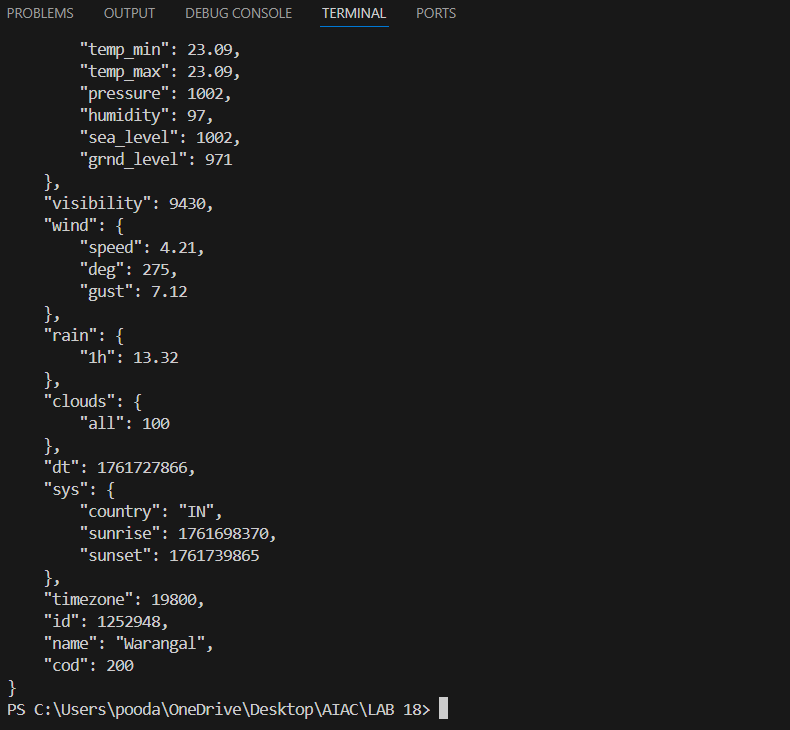 PROBLEMS OUTPUT DEBUG CONSOLE TERMINAL PORTS
        "temp_min": 23.09,
        "temp_max": 23.09,
        "pressure": 1002,
        "humidity": 97,
        "sea_level": 1002,
        "grnd_level": 971
    },
    "visibility": 9430,
    "wind": {
        "speed": 4.21,
        "deg": 275,
        "gust": 7.12
    },
    "rain": {
        "1h": 13.32
    },
    "clouds": {
        "all": 100
    },
    "dt": 1761727866,
    "sys": {
        "country": "IN",
        "sunrise": 1761698370,
        "sunset": 1761739865
    },
    "timezone": 19800,
    "id": 1252948,
    "name": "Warangal",
    "cod": 200
}
PS C:\Users\pooda\OneDrive\Desktop\AIAC\LAB 18>